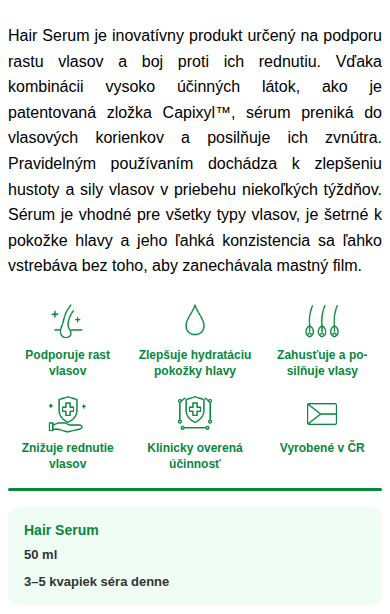 Hair Serum je inovatívny produkt určený na podporu
rastu vlasov a boj proti ich rednutiu. Vďaka
kombinácii vysoko účinných látok, ako je
patentovaná zložka Capixyl™, sérum preniká do
vlasových korienkov a posilňuje ich zvnútra.
Pravidelným používaním dochádza k zlepšeniu
hustoty a sily vlasov v priebehu niekoľkých týždňov.
Sérum je vhodné pre všetky typy vlasov, je šetrné k
pokožke hlavy a jeho ľahká konzistencia sa ľahko
vstrebáva bez toho, aby zanechávala mastný film.
Podporuje rast
vlasov
Zlepšuje hydratáciu
pokožky hlavy
Zahusťuje a po-
silňuje vlasy
Znižuje rednutie
vlasov
Klinicky overená
účinnosť
Vyrobené v ČR
Hair Serum
50 ml
3–5 kvapiek séra denne